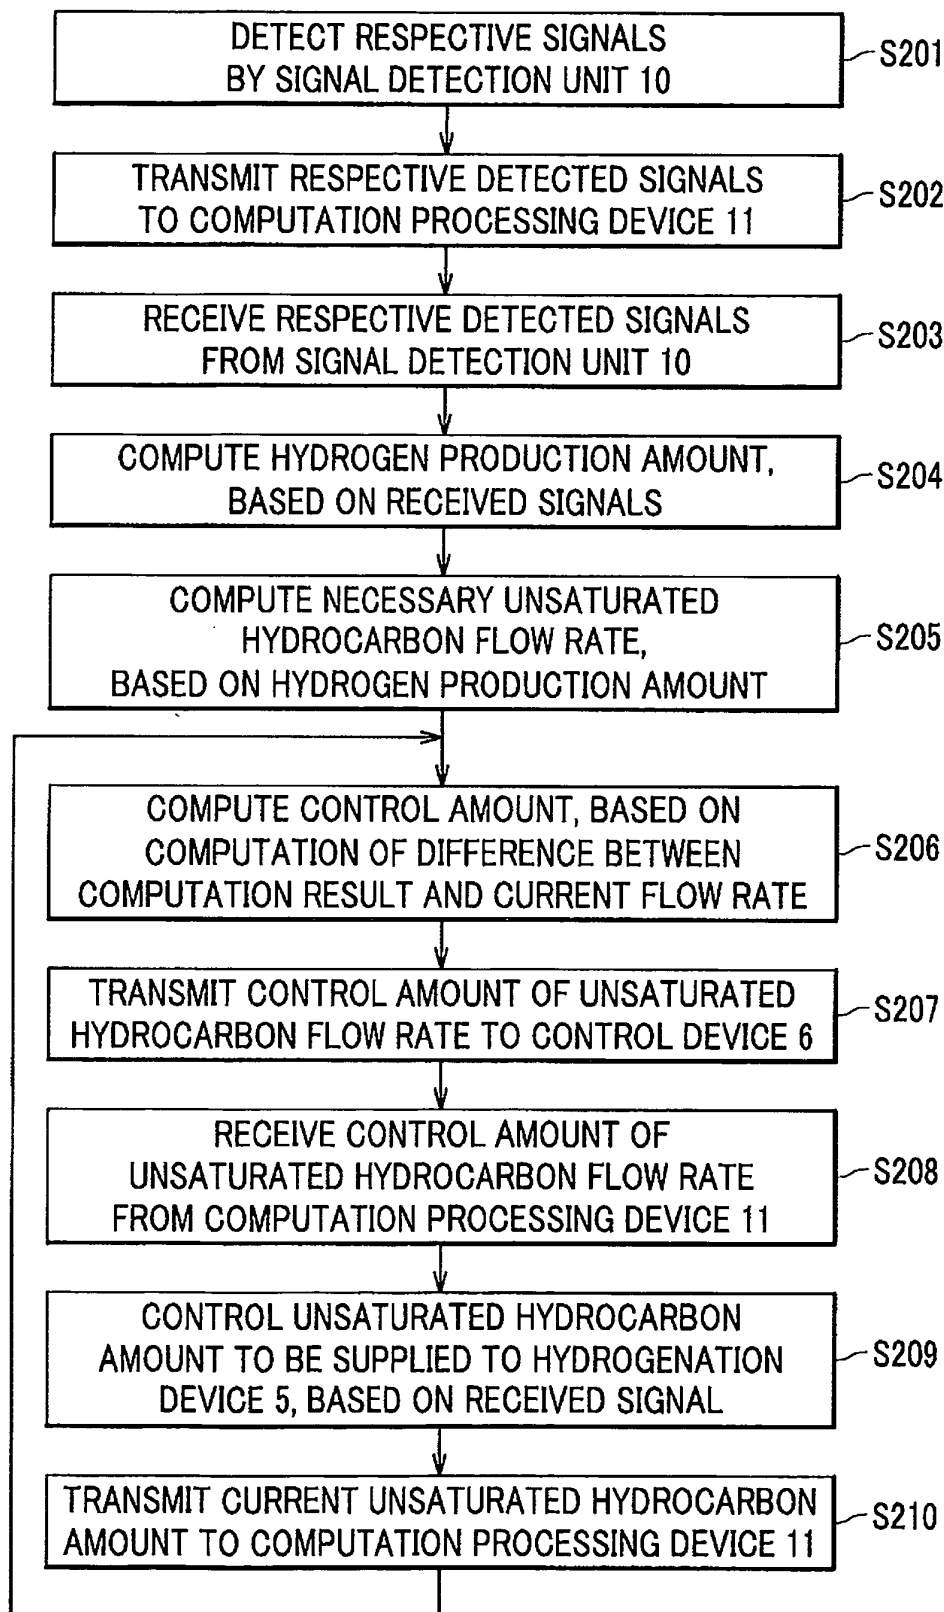 DETECT RESPECTIVE SIGNALS
BY SIGNAL DETECTION UNIT 10
S201
TRANSMIT RESPECTIVE DETECTED SIGNALS
TO COMPUTATION PROCESSING DEVICE 11
S202
RECEIVE RESPECTIVE DETECTED SIGNALS
FROM SIGNAL DETECTION UNIT 10
S203
COMPUTE HYDROGEN PRODUCTION AMOUNT,
BASED ON RECEIVED SIGNALS
S204
COMPUTE NECESSARY UNSATURATED
HYDROCARBON FLOW RATE,
BASED ON HYDROGEN PRODUCTION AMOUNT
S205
COMPUTE CONTROL AMOUNT, BASED ON
COMPUTATION OF DIFFERENCE BETWEEN
COMPUTATION RESULT AND CURRENT FLOW RATE
S206
TRANSMIT CONTROL AMOUNT OF UNSATURATED
HYDROCARBON FLOW RATE TO CONTROL DEVICE 6
S207
RECEIVE CONTROL AMOUNT OF
UNSATURATED HYDROCARBON FLOW RATE
FROM COMPUTATION PROCESSING DEVICE 11
S208
CONTROL UNSATURATED HYDROCARBON
AMOUNT TO BE SUPPLIED TO HYDROGENATION
DEVICE 5, BASED ON RECEIVED SIGNAL
S209
TRANSMIT CURRENT UNSATURATED HYDROCARBON
AMOUNT TO COMPUTATION PROCESSING DEVICE 11
S210